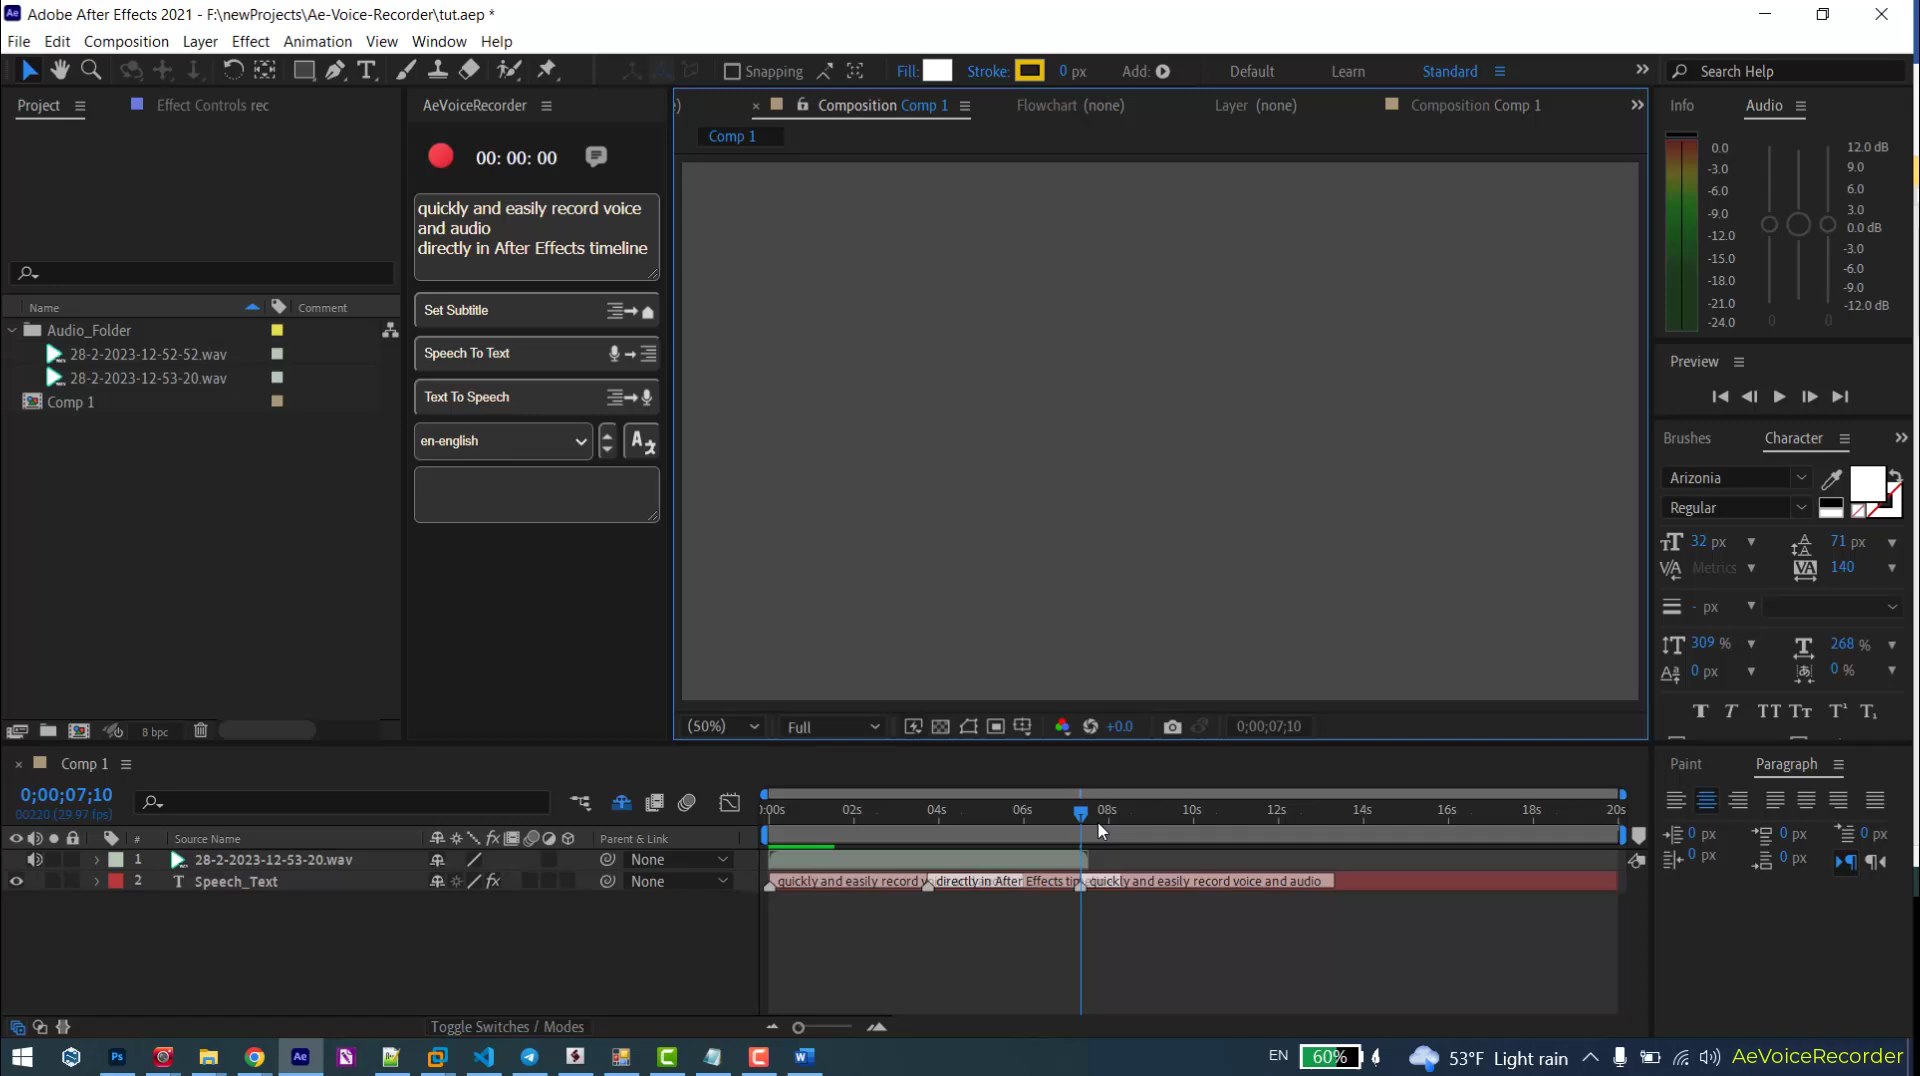 Adobe After Effects 2021 - F:\newProjects\Ae-Voice-Recorder\tut.aep *
File Edit Composition Layer Effect Animation View Window Help
Snapping Fill: Stroke: 0 px Add: Default Learn Standard Search Help
Project Effect Controls rec AeVoiceRecorder Composition Comp 1 Flowchart (none) Layer (none) Composition Comp 1 Info Audio
Comp 1
00: 00: 00
quickly and easily record voice
and audio
directly in After Effects timeline
Set Subtitle
Speech To Text
Text To Speech
en-english
Name Comment
Audio_Folder
28-2-2023-12-52-52.wav
28-2-2023-12-53-20.wav
Comp 1
8 bpc
(50%) Full +0.0 0;00;07;10
0.0
-3.0
-6.0
-9.0
-12.0
-15.0
-18.0
-21.0
-24.0
12.0 dB
9.0
6.0
3.0
0.0 dB
-3.0
-6.0
-9.0
-12.0 dB
0 0
Preview
Brushes Character
Arizonia
Regular
32 px 71 px
Metrics 140
- px
309 % 268 %
0 px 0 %
Paint Paragraph
0 px 0 px 0 px
0 px 0 px
Comp 1
0;00;07;10
00220 (29.97 fps)
:00s 02s 04s 06s 08s 10s 12s 14s 16s 18s 20s
# Source Name Parent & Link
1 28-2-2023-12-53-20.wav None
2 T Speech_Text None
quickly and easily record v directly in After Effects tip quickly and easily record voice and audio
Toggle Switches / Modes
EN 60% 53°F Light rain AeVoiceRecorder